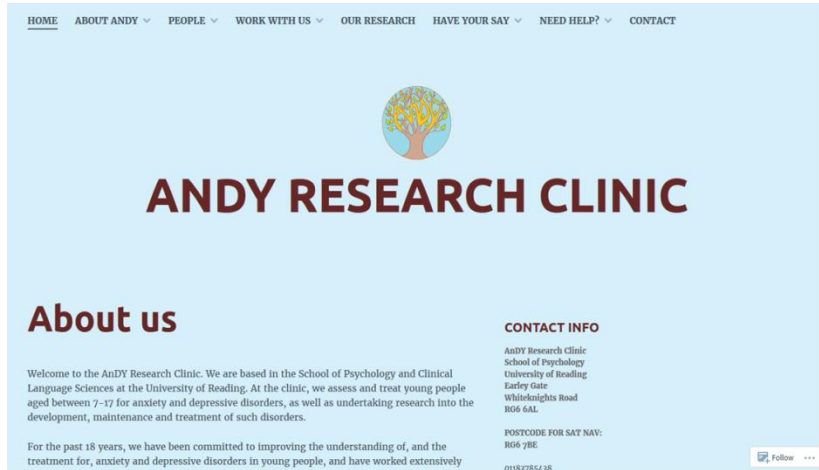 HOME ABOUT ANDY PEOPLE WORK WITH US OUR RESEARCH HAVE YOUR SAY NEED HELP? CONTACT
ANDY RESEARCH CLINIC
About us
Welcome to the AnDY Research Clinic. We are based in the School of Psychology and Clinical
Language Sciences at the University of Reading. At the clinic, we assess and treat young people
aged between 7-17 for anxiety and depressive disorders, as well as undertaking research into the
development, maintenance and treatment of such disorders.
For the past 18 years, we have been committed to improving the understanding of, and the
treatment for, anxiety and depressive disorders in young people, and have worked extensively
CONTACT INFO
AnDY Research Clinic
School of Psychology
University of Reading
Earley Gate
Whiteknights Road
RG6 6AL
POSTCODE FOR SAT NAV:
RG6 7BE
01183785438
Follow